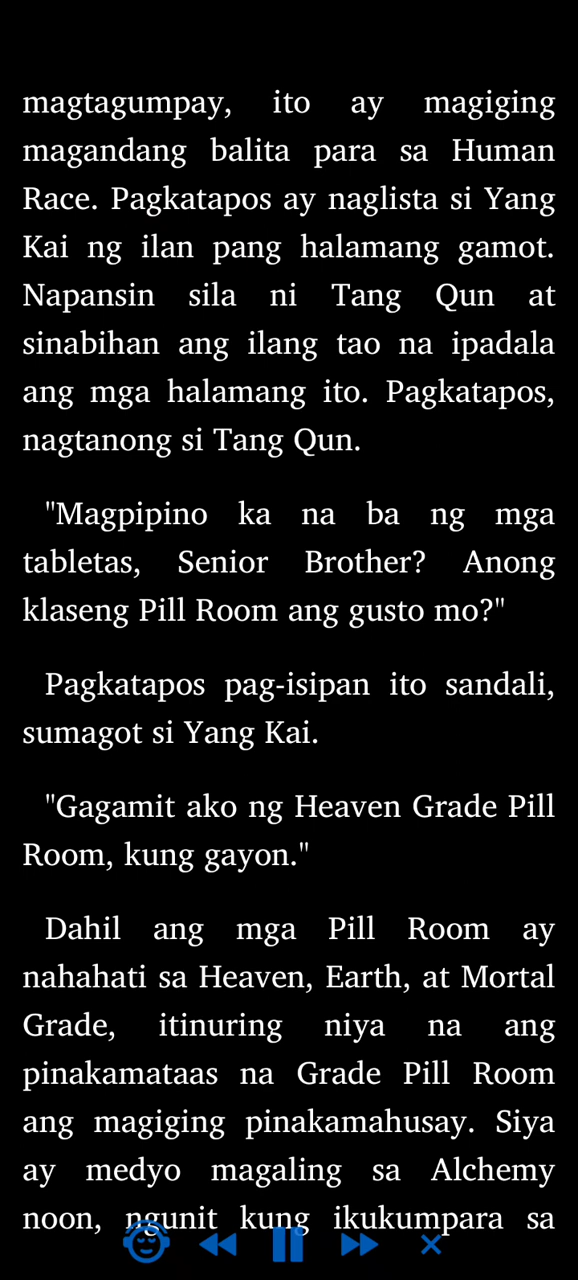 magtagumpay, ito ay magiging
magandang balita para sa Human
Race. Pagkatapos ay naglista si Yang
Kai ng ilan pang halamang gamot.
Napansin sila ni Tang Qun at
sinabihan ang ilang tao na ipadala
ang mga halamang ito. Pagkatapos,
nagtanong si Tang Qun.
"Magpipino ka na ba ng mga
tabletas, Senior Brother? Anong
klaseng Pill Room ang gusto mo?"
Pagkatapos pag-isipan ito sandali,
sumagot si Yang Kai.
"Gagamit ako ng Heaven Grade Pill
Room, kung gayon."
Dahil ang mga Pill Room ay
nahahati sa Heaven, Earth, at Mortal
Grade, itinuring niya na ang
pinakamataas na Grade Pill Room
ang magiging pinakamahusay. Siya
ay medyo magaling sa Alchemy
noon, ngunit kung ikukumpara sa